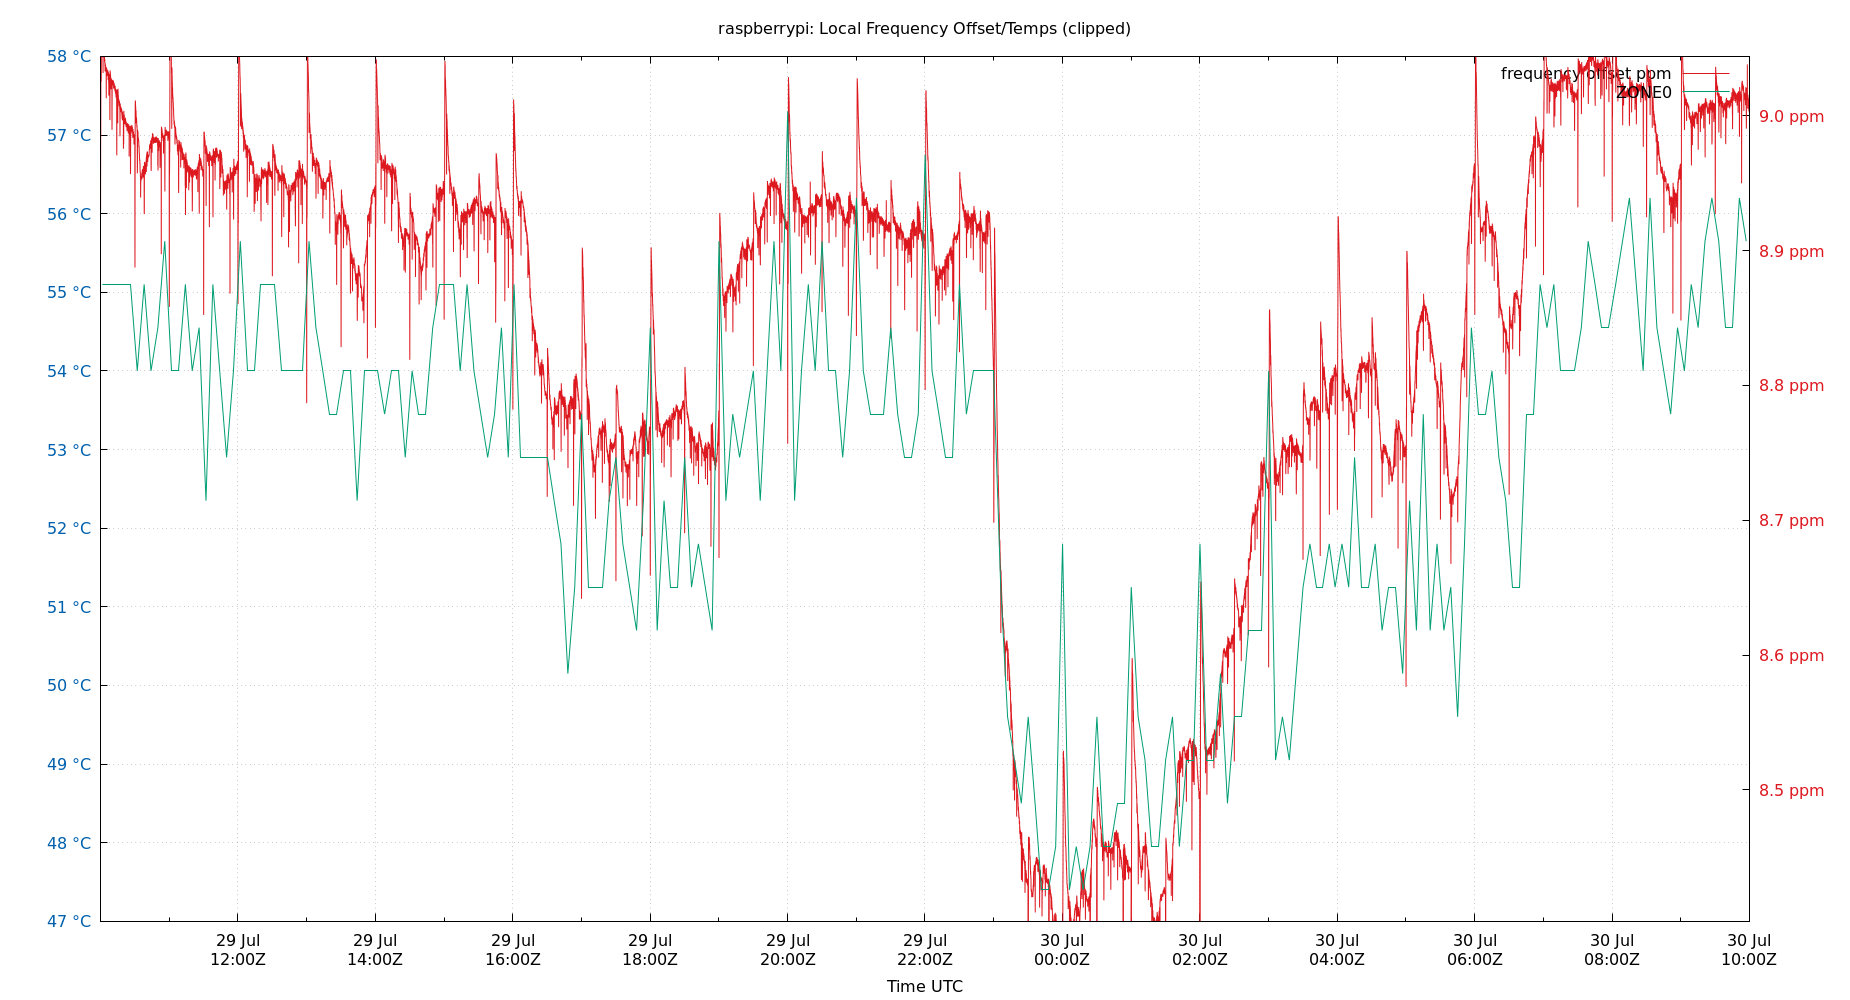 raspberrypi: Local Frequency Offset/Temps (clipped)
58 °C
57 °C
56 °C
55 °C
54 °C
53 °C
52 °C
51 °C
50 °C
49 °C
48 °C
47 °C
frequency offset ppm
ZONE0
9.0 ppm
8.9 ppm
8.8 ppm
8.7 ppm
8.6 ppm
8.5 ppm
29 Jul 29 Jul 29 Jul 29 Jul 29 Jul 29 Jul 30 Jul 30 Jul 30 Jul 30 Jul 30 Jul 30 Jul
12:00Z 14:00Z 16:00Z 18:00Z 20:00Z 22:00Z 00:00Z 02:00Z 04:00Z 06:00Z 08:00Z 10:00Z
Time UTC